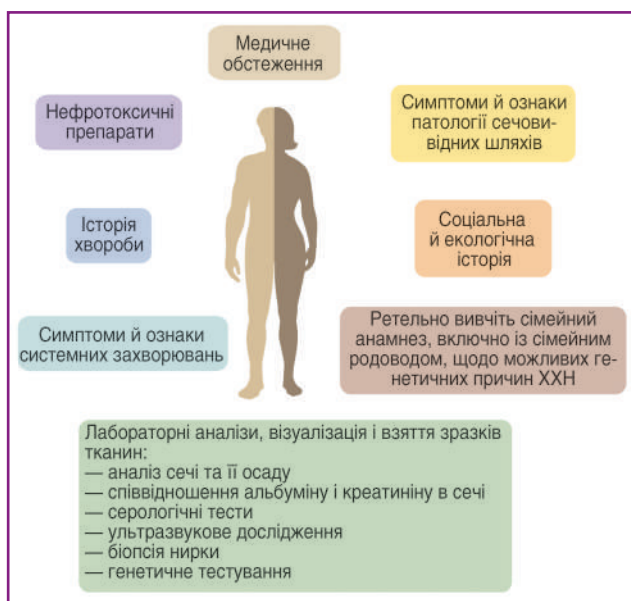 Медичне
обстеження
Нефротоксичні
препарати
Симптоми й ознаки
патології сечови-
відних шляхів
Історія
хвороби
Соціальна
й екологічна
історія
Симптоми й ознаки
системних захворювань
Ретельно вивчіть сімейний
анамнез, включно із сімейним
родоводом, щодо можливих ге-
нетичних причин ХХН
Лабораторні аналізи, візуалізація і взяття зразків
тканин:
— аналіз сечі та її осаду
— співвідношення альбуміну і креатиніну в сечі
— серологічні тести
— ультразвукове дослідження
— біопсія нирки
— генетичне тестування